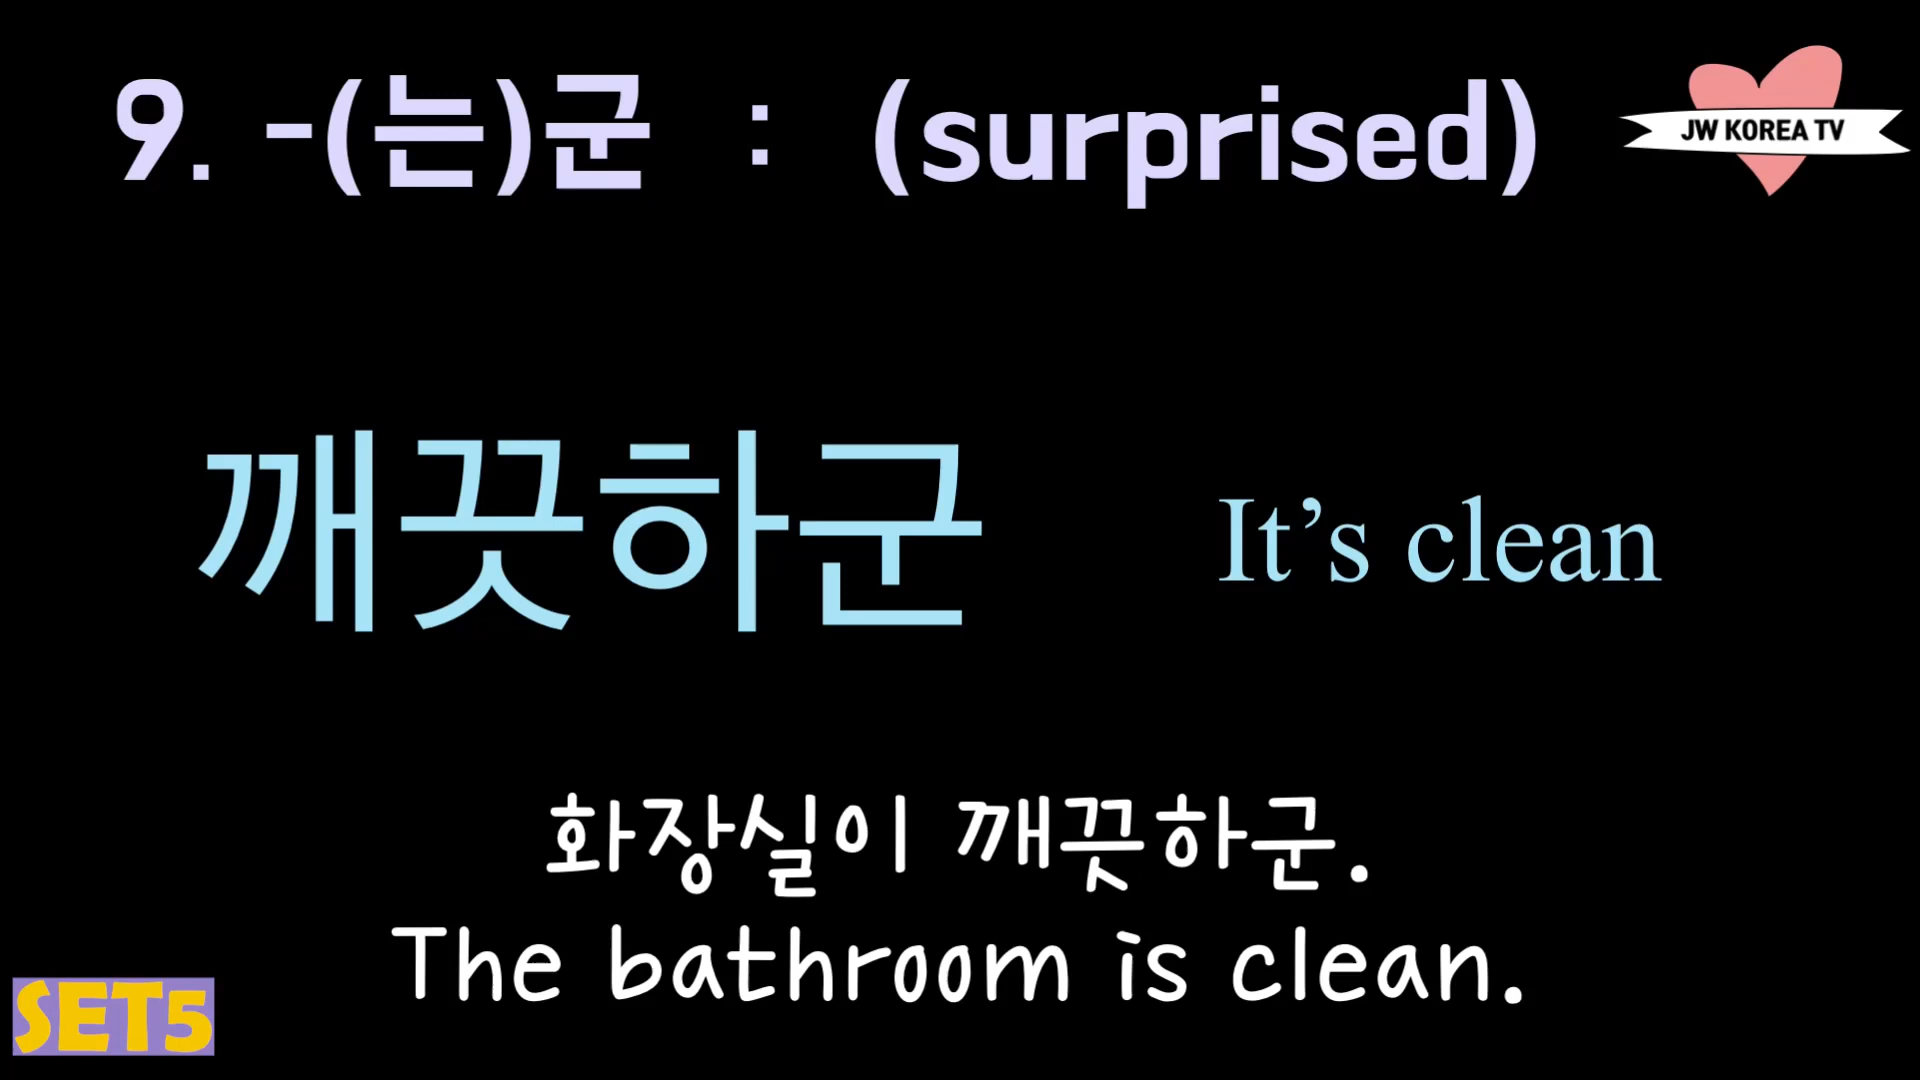 9. -(는)군 : (surprised)
JW KOREA TV
깨끗하군 It’s clean
화장실이 깨끗하군.
The bathroom is clean.
SET5